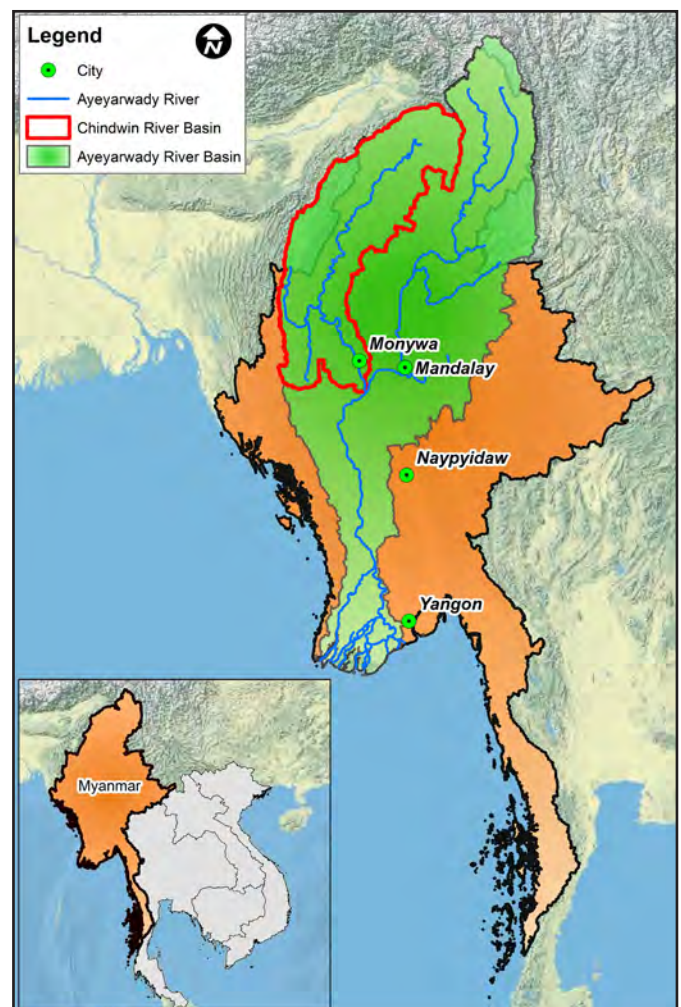 Legend
N
City
Ayeyarwady River
Chindwin River Basin
Ayeyarwady River Basin
Monywa
Mandalay
Naypyidaw
Yangon
Myanmar